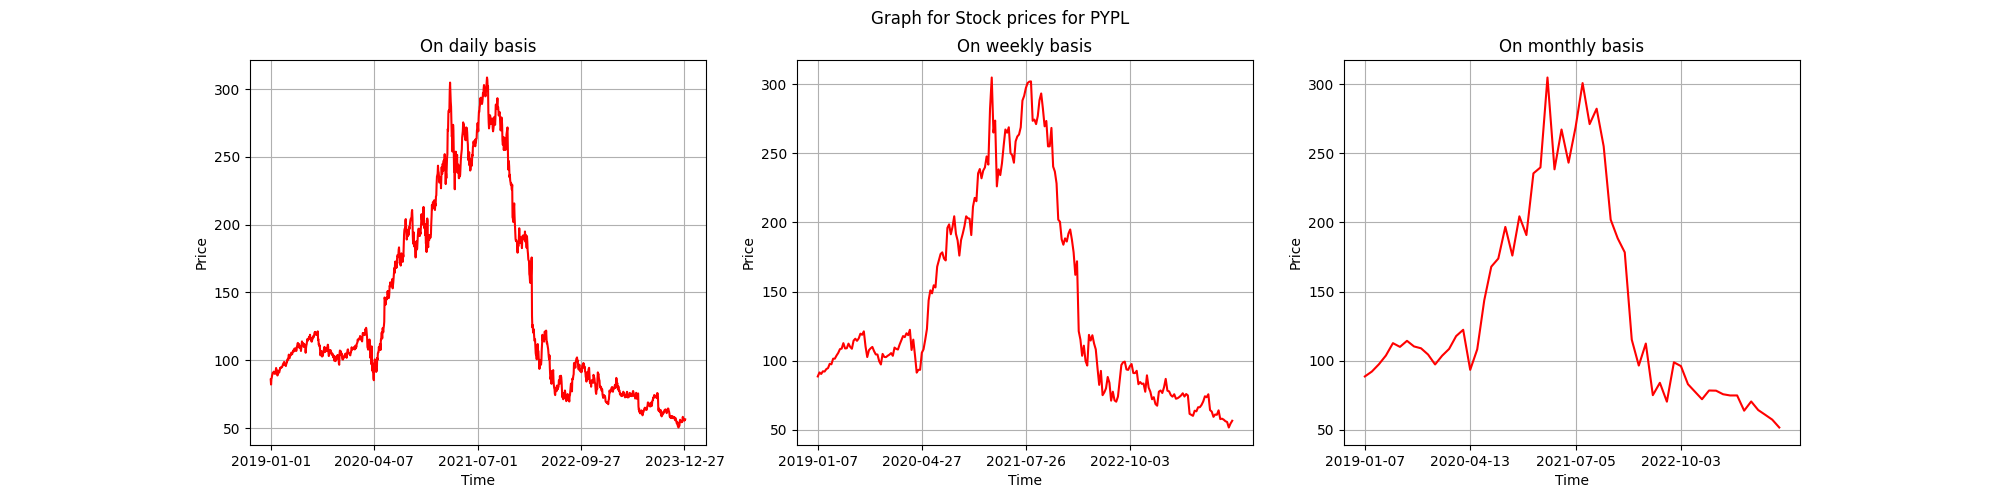 Graph for Stock prices for PYPL
On daily basis
300
250
200
150
100
50
Price
2019-01-01 2020-04-07 2021-07-01 2022-09-27 2023-12-27
Time
On weekly basis
300
250
200
150
100
50
Price
2019-01-07 2020-04-27 2021-07-26 2022-10-03
Time
On monthly basis
300
250
200
150
100
50
Price
2019-01-07 2020-04-13 2021-07-05 2022-10-03
Time